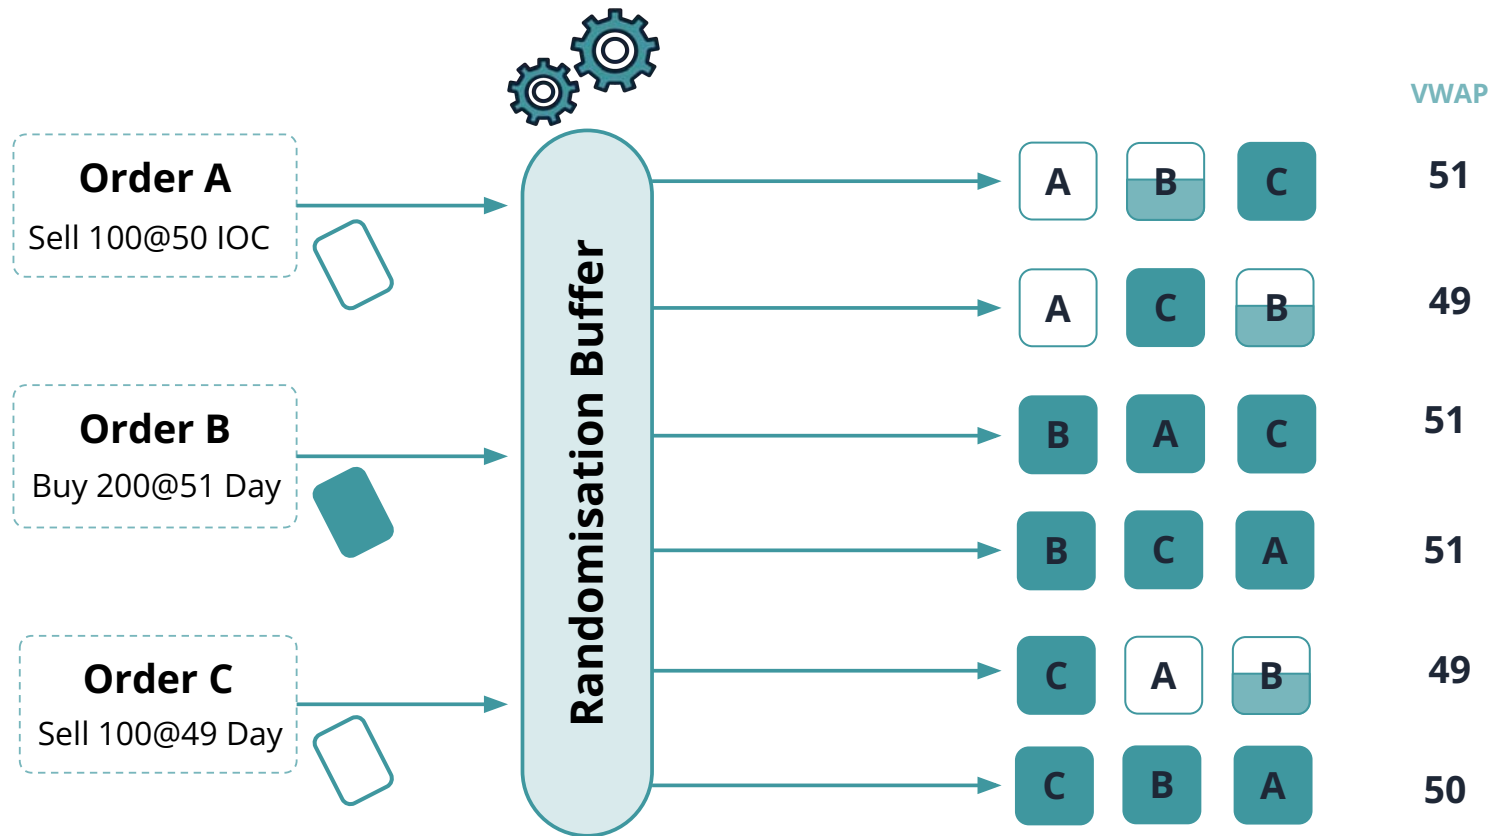 VWAP
Order A
Sell 100@50 IOC
Order B
Buy 200@51 Day
Order C
Sell 100@49 Day
Randomisation Buffer
A B C 51
A C B 49
B A C 51
B C A 51
C A B 49
C B A 50